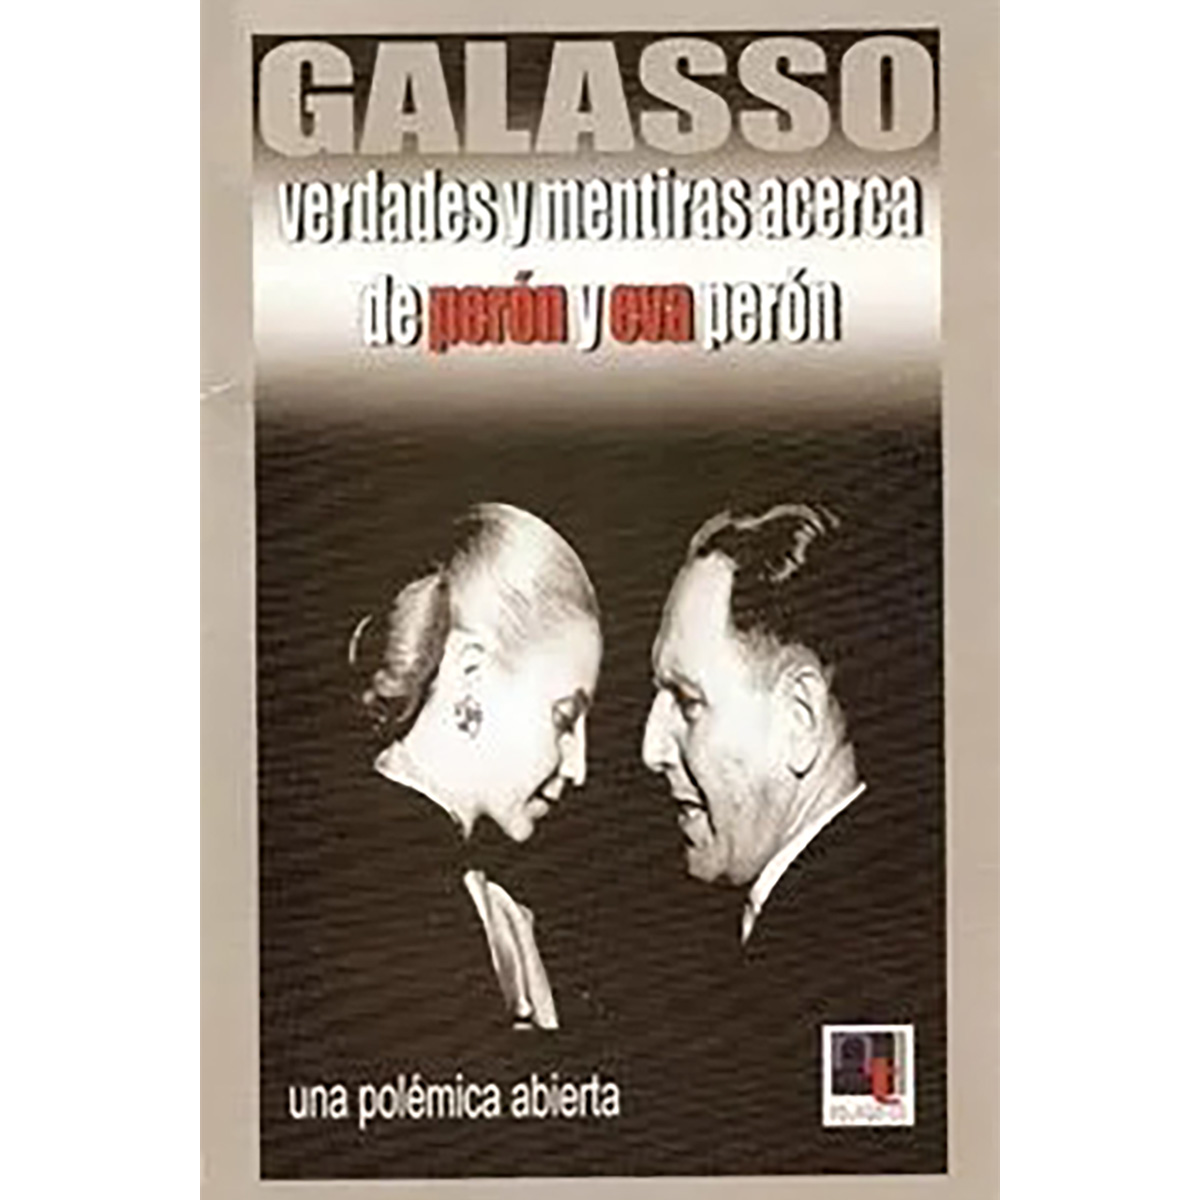 GALASSO
verdades y mentiras acerca
de perón y eva perón
una polémica abierta